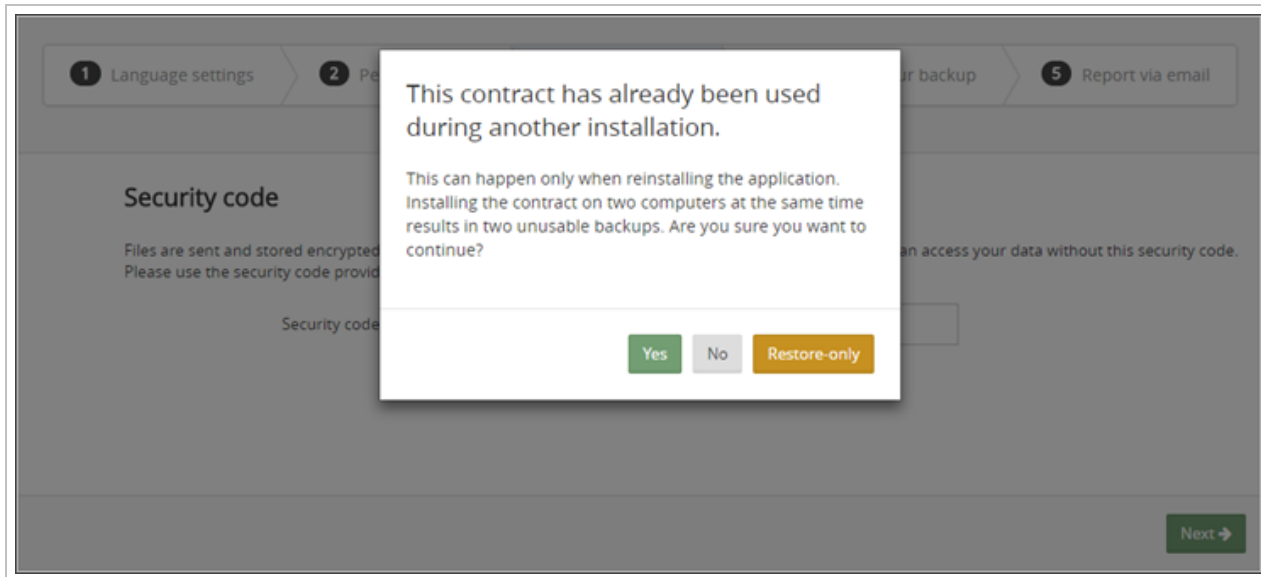 1 Language settings
2 Pe
ur backup
5 Report via email
This contract has already been used
during another installation.
This can happen only when reinstalling the application.
Installing the contract on two computers at the same time
results in two unusable backups. Are you sure you want to
continue?
Yes No Restore-only
Security code
Files are sent and stored encrypted
an access your data without this security code.
Please use the security code provid
Security code
Next